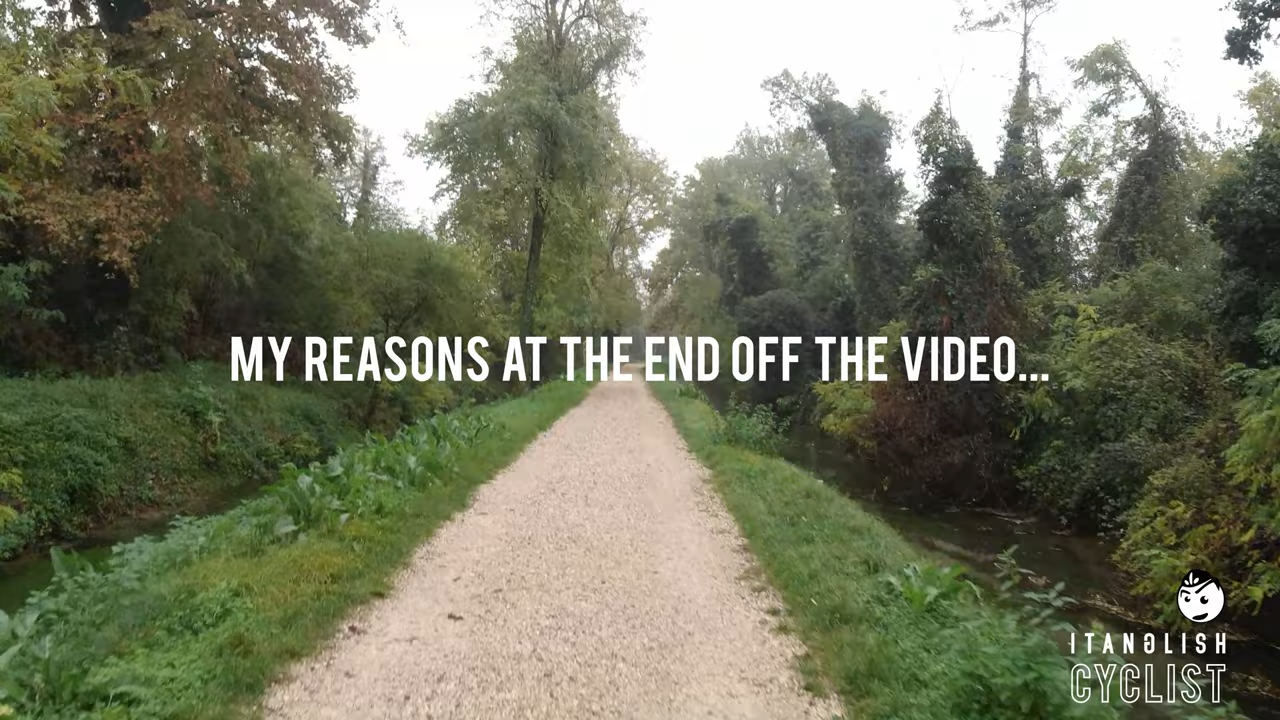 MY REASONS AT THE END OFF THE VIDEO...
ITANGLISH
CYCLIST